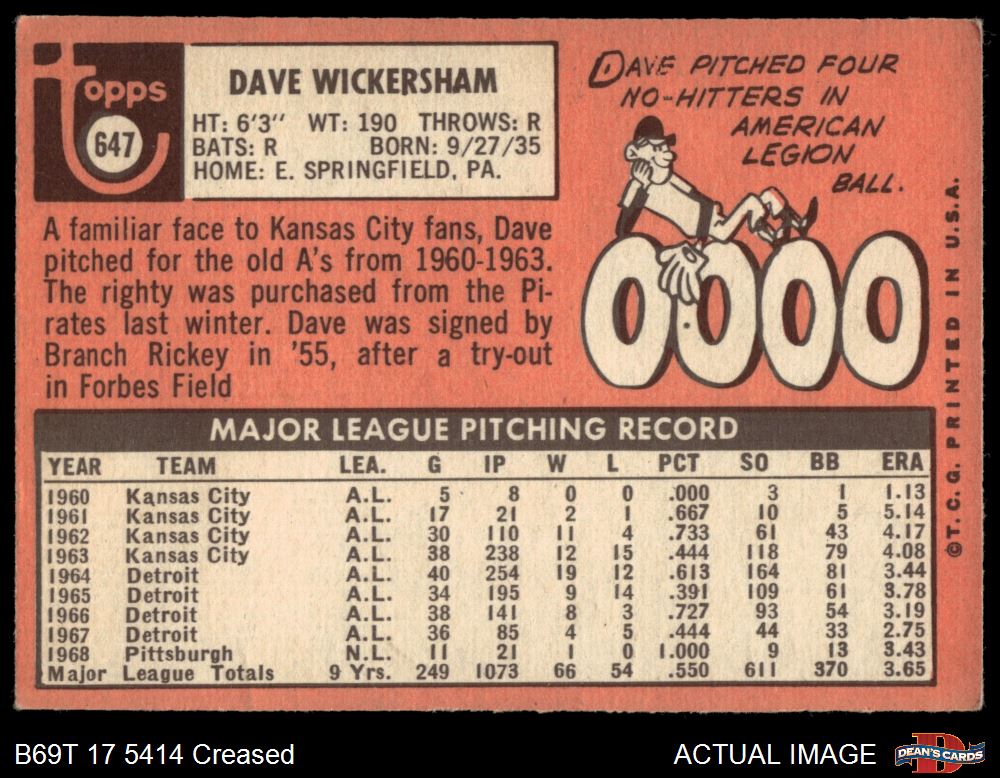 topps
647
DAVE WICKERSHAM
HT: 6'3" WT: 190 THROWS: R
BATS: R BORN: 9/27/35
HOME: E. SPRINGFIELD, PA.
DAVE PITCHED FOUR
NO-HITTERS IN
AMERICAN
LEGION
BALL.
0000
A familiar face to Kansas City fans, Dave
pitched for the old A's from 1960-1963.
The righty was purchased from the Pi-
rates last winter. Dave was signed by
Branch Rickey in '55, after a try-out
in Forbes Field
MAJOR LEAGUE PITCHING RECORD
YEAR TEAM LEA. G IP W L PCT SO BB ERA
1960 Kansas City A.L. 5 8 0 0 .000 3 1 1.13
1961 Kansas City A.L. 17 21 2 1 .667 10 5 5.14
1962 Kansas City A.L. 30 110 11 4 .733 61 43 4.17
1963 Kansas City A.L. 38 238 12 15 .444 118 79 4.08
1964 Detroit A.L. 40 254 19 12 .613 164 81 3.44
1965 Detroit A.L. 34 195 9 14 .391 109 61 3.78
1966 Detroit A.L. 38 141 8 3 .727 93 54 3.19
1967 Detroit A.L. 36 85 4 5 .444 44 33 2.75
1968 Pittsburgh N.L. 11 21 1 0 1.000 9 13 3.43
Major League Totals 9 Yrs. 249 1073 66 54 .550 611 370 3.65
©T.C.G. PRINTED IN U.S.A.
B69T 17 5414 Creased
ACTUAL IMAGE
DEAN'S CARDS